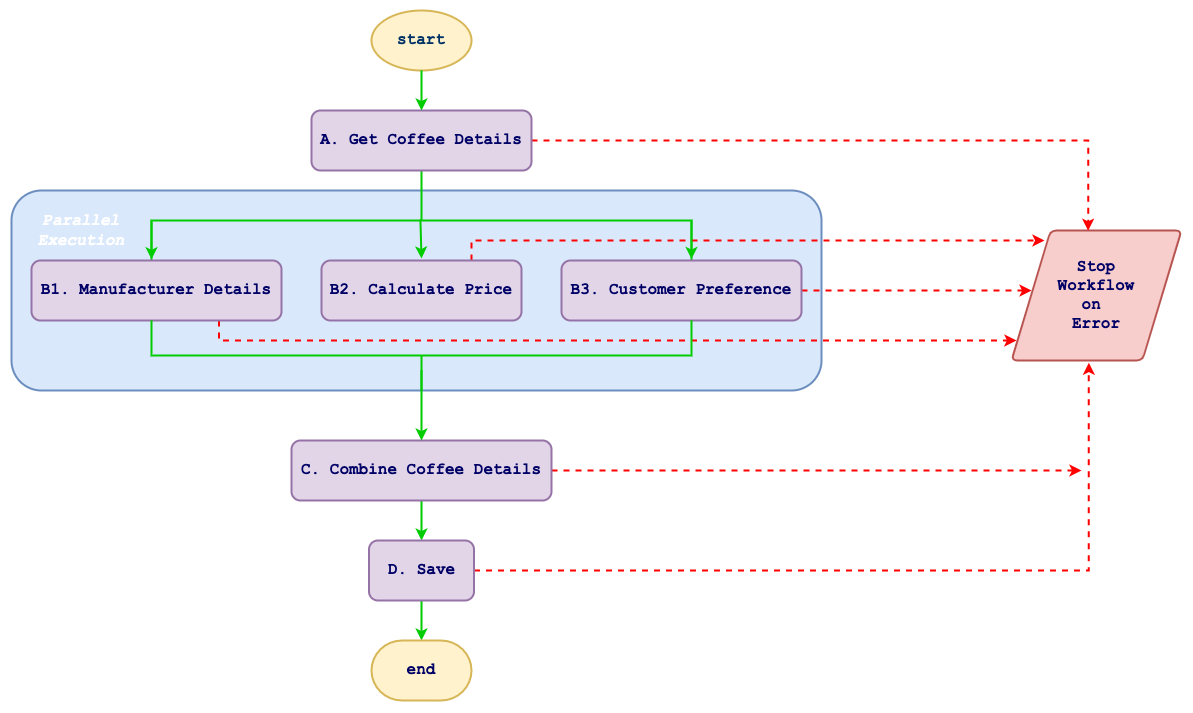 start
A. Get Coffee Details
Parallel
Execution
B1. Manufacturer Details
B2. Calculate Price
B3. Customer Preference
Stop
Workflow
on
Error
C. Combine Coffee Details
D. Save
end